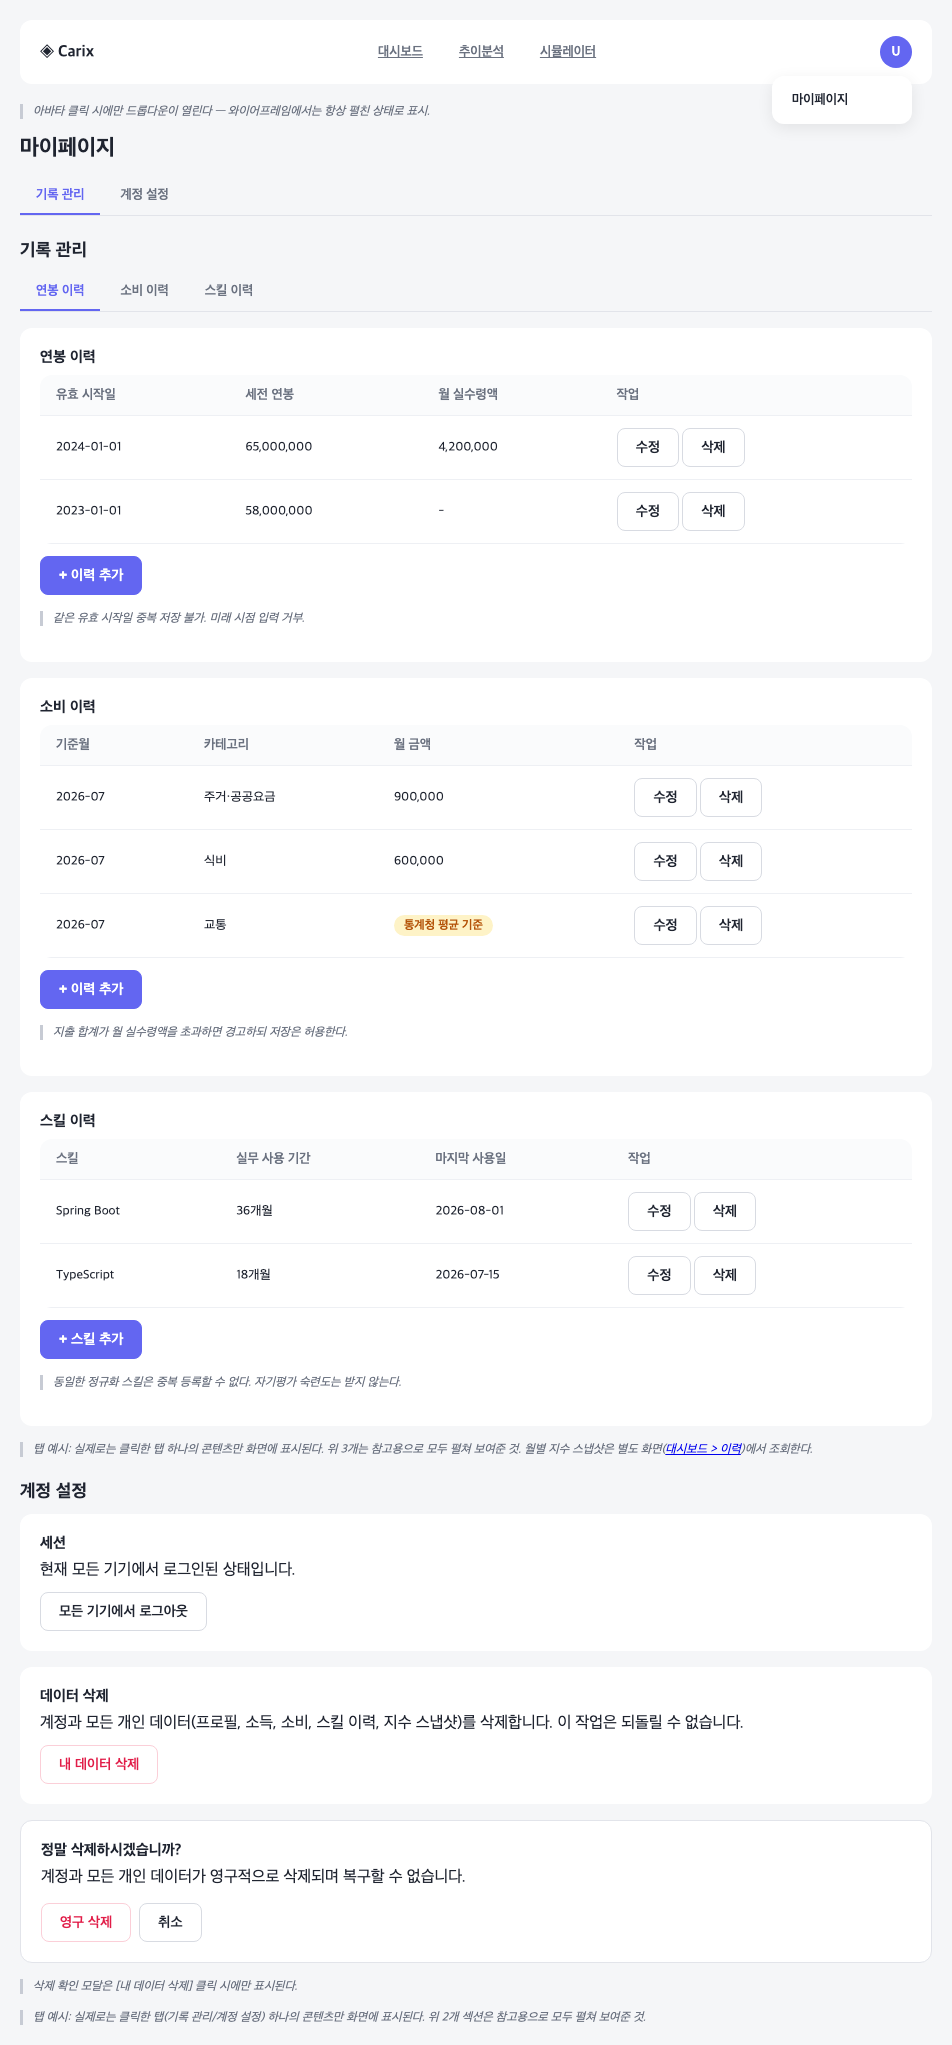 ◈ Carix
대시보드 추이분석 시뮬레이터
U
마이페이지
아바타 클릭 시에만 드롭다운이 열린다 — 와이어프레임에서는 항상 펼친 상태로 표시.
마이페이지
기록 관리 계정 설정
기록 관리
연봉 이력 소비 이력 스킬 이력
연봉 이력
유효 시작일 세전 연봉 월 실수령액 작업
2024-01-01 65,000,000 4,200,000 수정 삭제
2023-01-01 58,000,000 - 수정 삭제
+ 이력 추가
같은 유효 시작일 중복 저장 불가. 미래 시점 입력 거부.
소비 이력
기준월 카테고리 월 금액 작업
2026-07 주거·공공요금 900,000 수정 삭제
2026-07 식비 600,000 수정 삭제
2026-07 교통 통계청 평균 기준 수정 삭제
+ 이력 추가
지출 합계가 월 실수령액을 초과하면 경고하되 저장은 허용한다.
스킬 이력
스킬 실무 사용 기간 마지막 사용일 작업
Spring Boot 36개월 2026-08-01 수정 삭제
TypeScript 18개월 2026-07-15 수정 삭제
+ 스킬 추가
동일한 정규화 스킬은 중복 등록할 수 없다. 자기평가 숙련도는 받지 않는다.
탭 예시: 실제로는 클릭한 탭 하나의 콘텐츠만 화면에 표시된다. 위 3개는 참고용으로 모두 펼쳐 보여준 것. 월별 지수 스냅샷은 별도 화면(대시보드 > 이력)에서 조회한다.
계정 설정
세션
현재 모든 기기에서 로그인된 상태입니다.
모든 기기에서 로그아웃
데이터 삭제
계정과 모든 개인 데이터(프로필, 소득, 소비, 스킬 이력, 지수 스냅샷)를 삭제합니다. 이 작업은 되돌릴 수 없습니다.
내 데이터 삭제
정말 삭제하시겠습니까?
계정과 모든 개인 데이터가 영구적으로 삭제되며 복구할 수 없습니다.
영구 삭제 취소
삭제 확인 모달은 [내 데이터 삭제] 클릭 시에만 표시된다.
탭 예시: 실제로는 클릭한 탭(기록 관리/계정 설정) 하나의 콘텐츠만 화면에 표시된다. 위 2개 섹션은 참고용으로 모두 펼쳐 보여준 것.